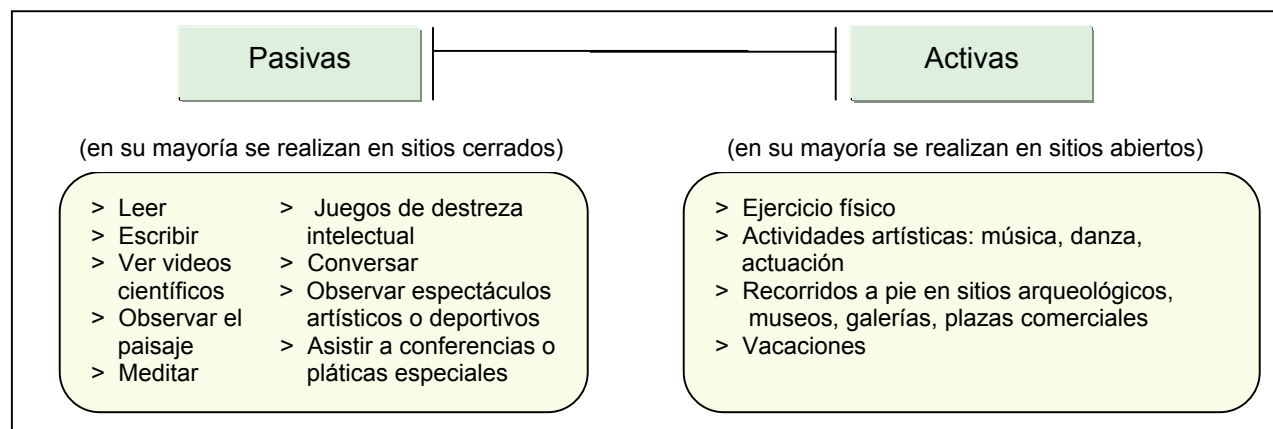 Pasivas
Activas
(en su mayoría se realizan en sitios cerrados)
(en su mayoría se realizan en sitios abiertos)
> Leer
> Escribir
> Ver videos
científicos
> Observar el
paisaje
> Meditar
> Juegos de destreza
intelectual
> Conversar
> Observar espectáculos
artísticos o deportivos
> Asistir a conferencias o
pláticas especiales
> Ejercicio físico
> Actividades artísticas: música, danza,
actuación
> Recorridos a pie en sitios arqueológicos,
museos, galerías, plazas comerciales
> Vacaciones